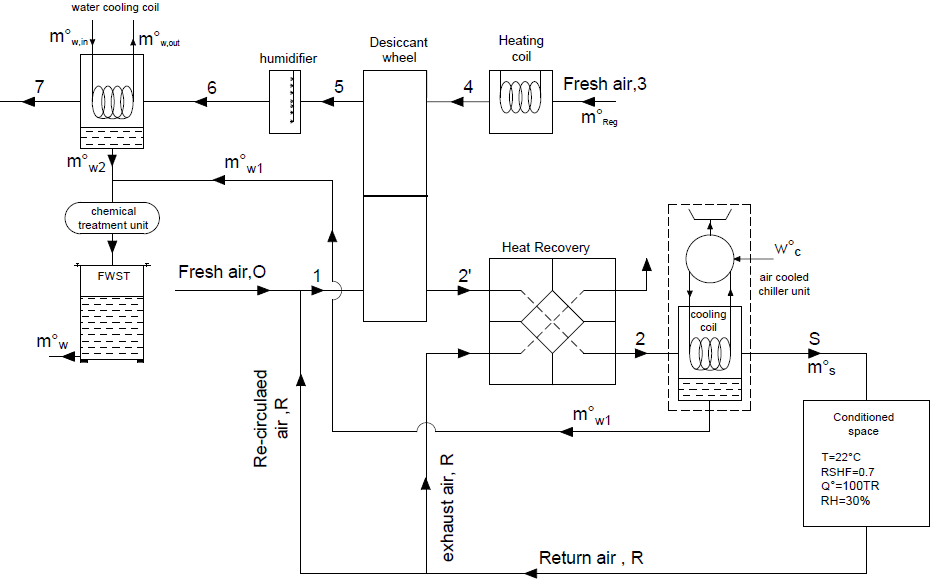 water cooling coil
m°w,in
m°w,out
humidifier
Desiccant
wheel
Heating
coil
7
6
5
4
Fresh air,3
m°Reg
m°w2
m°w1
chemical
treatment unit
FWST
m°w
Fresh air,O
1
2'
Heat Recovery
W°c
air cooled
chiller unit
cooling
coil
2
S
m°s
Re-circulaed
air ,R
exhaust air, R
m°w1
Conditioned
space
T=22°C
RSHF=0.7
Q°=100TR
RH=30%
Return air , R